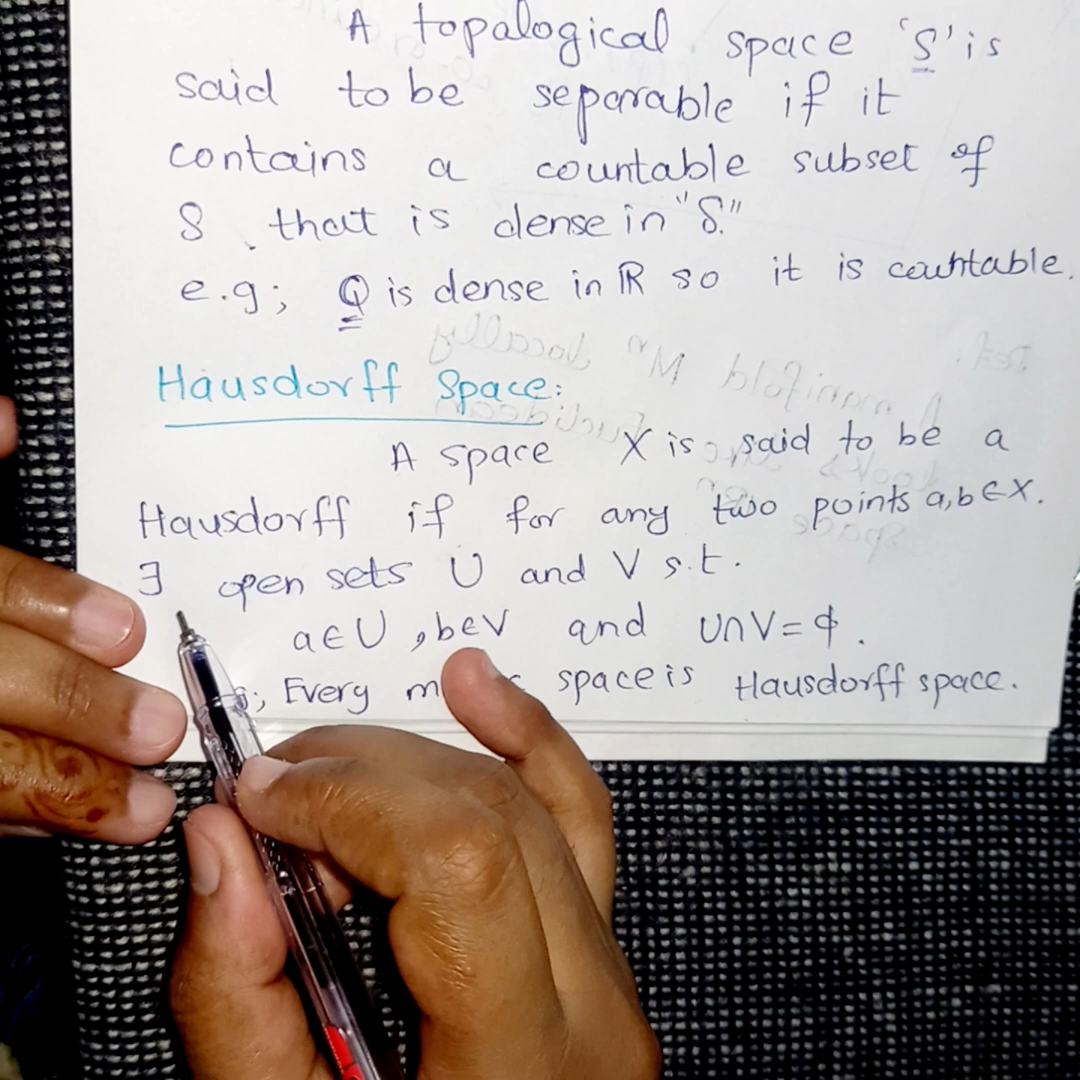 A topalogical space 'S' is
said to be separable if it
contains a countable subset of
S that is dense in "S."
e.g; Q is dense in ℝ so it is countable.
Hausdorff Space:
A space X is said to be a
Hausdorff if for any two points a,b∈X.
∃ open sets U and V s.t.
a∈U, b∈V and U∩V=ϕ.
Every space is Hausdorff space.